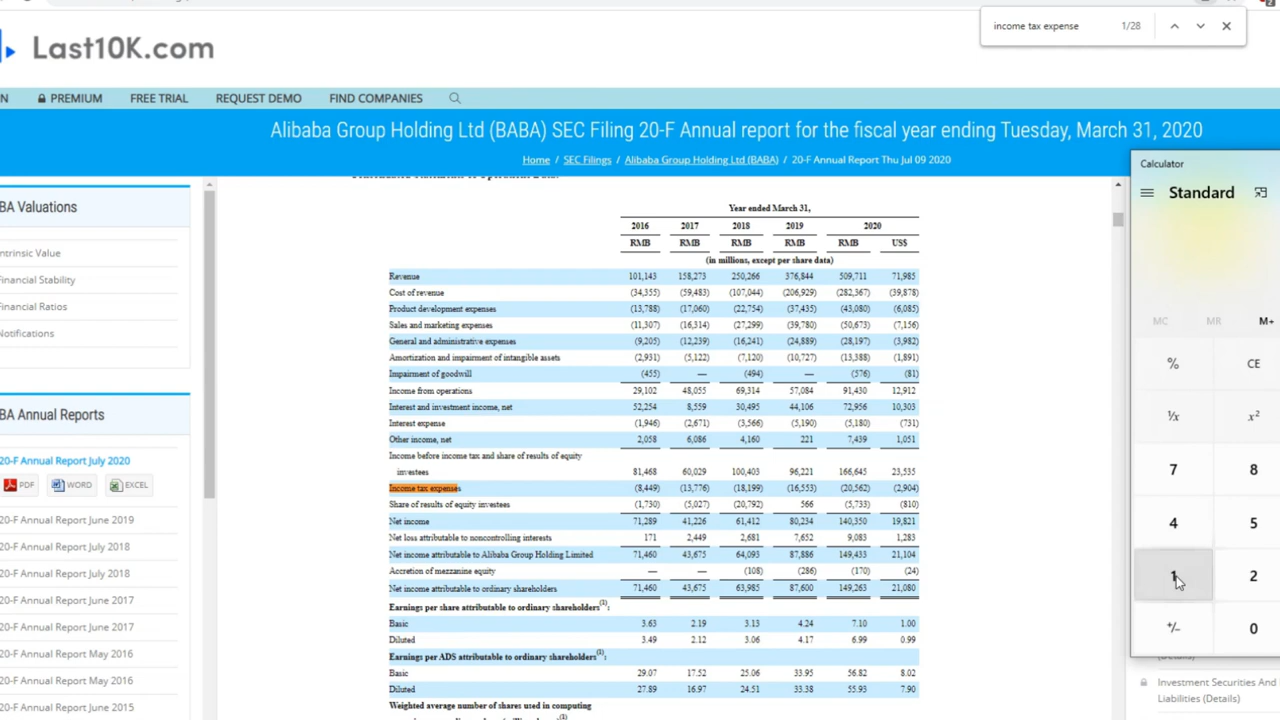 income tax expense 1/28
Last10K.com
N PREMIUM FREE TRIAL REQUEST DEMO FIND COMPANIES
Alibaba Group Holding Ltd (BABA) SEC Filing 20-F Annual report for the fiscal year ending Tuesday, March 31, 2020
Home / SEC Filings / Alibaba Group Holding Ltd (BABA) / 20-F Annual Report Thu Jul 09 2020
BA Valuations
ntrinsic Value
inancial Stability
inancial Ratios
otifications
BA Annual Reports
20-F Annual Report July 2020
PDF WORD EXCEL
20-F Annual Report June 2019
20-F Annual Report July 2018
20-F Annual Report July 2018
20-F Annual Report June 2017
20-F Annual Report June 2017
20-F Annual Report May 2016
20-F Annual Report May 2016
20-F Annual Report June 2015
Year ended March 31,
2016 2017 2018 2019 2020
RMB RMB RMB RMB RMB US$
(in millions, except per share data)
Revenue 101,143 158,273 250,266 376,844 509,711 71,985
Cost of revenue (34,355) (59,483) (107,044) (206,929) (282,367) (39,878)
Product development expenses (13,788) (17,060) (22,754) (37,435) (43,080) (6,085)
Sales and marketing expenses (11,307) (16,314) (27,299) (39,780) (50,673) (7,156)
General and administrative expenses (9,205) (12,239) (16,241) (24,889) (28,197) (3,982)
Amortization and impairment of intangible assets (2,931) (5,122) (7,120) (10,727) (13,388) (1,891)
Impairment of goodwill (455) — (494) — (576) (81)
Income from operations 29,102 48,055 69,314 57,084 91,430 12,912
Interest and investment income, net 52,254 8,559 30,495 44,106 72,956 10,303
Interest expense (1,946) (2,671) (3,566) (5,190) (5,180) (731)
Other income, net 2,058 6,086 4,160 221 7,439 1,051
Income before income tax and share of results of equity
investees 81,468 60,029 100,403 96,221 166,645 23,535
Income tax expenses (8,449) (13,776) (18,199) (16,553) (20,562) (2,904)
Share of results of equity investees (1,730) (5,027) (20,792) 566 (5,733) (810)
Net income 71,289 41,226 61,412 80,234 140,350 19,821
Net loss attributable to noncontrolling interests 171 2,449 2,681 7,652 9,083 1,283
Net income attributable to Alibaba Group Holding Limited 71,460 43,675 64,093 87,886 149,433 21,104
Accretion of mezzanine equity — — (108) (286) (170) (24)
Net income attributable to ordinary shareholders 71,460 43,675 63,985 87,600 149,263 21,080
Earnings per share attributable to ordinary shareholders(1):
Basic 3.63 2.19 3.13 4.24 7.10 1.00
Diluted 3.49 2.12 3.06 4.17 6.99 0.99
Earnings per ADS attributable to ordinary shareholders(1):
Basic 29.07 17.52 25.06 33.95 56.82 8.02
Diluted 27.89 16.97 24.51 33.38 55.93 7.90
Weighted average number of shares used in computing
Calculator
Standard
MC MR M+
% CE
¹/x x²
7 8
4 5
1 2
+/− 0
(Details)
Investment Securities And
Liabilities (Details)